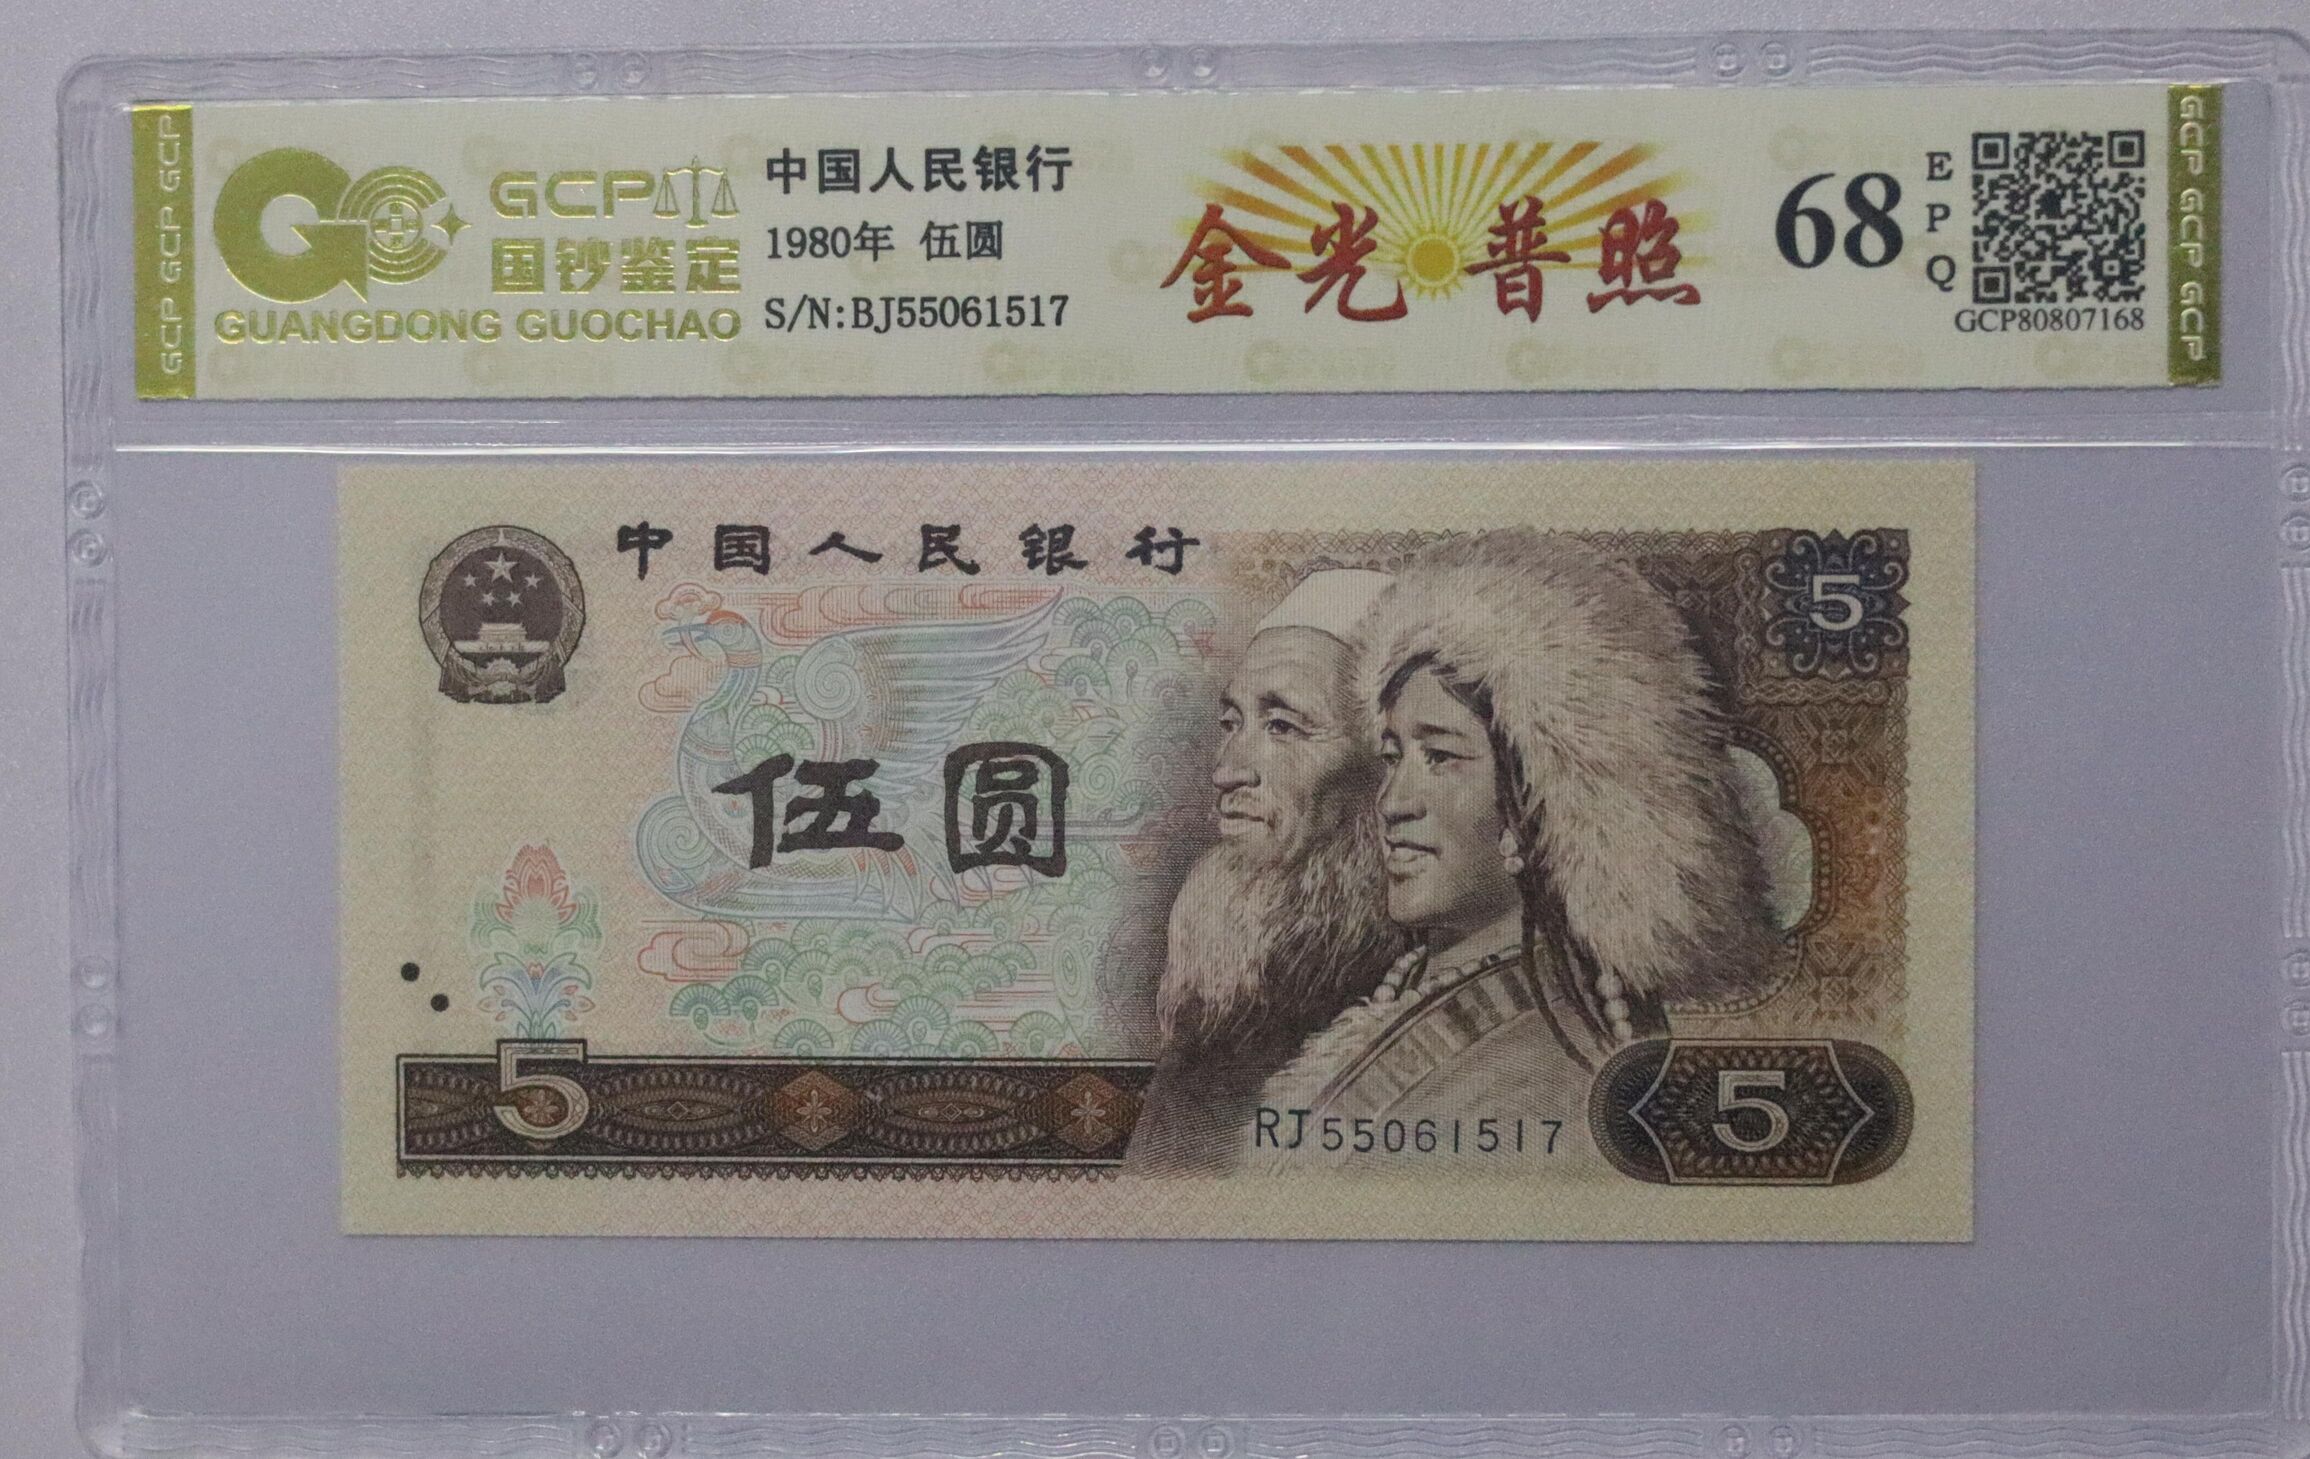 GCP GCP GCP
GCP
国钞鉴定
GUANGDONG GUOCHAO
中国人民银行
1980年 伍圆
S/N:BJ55061517
金光普照
68
EPQ
GCP80807168
GCP GCP GCP
中国人民银行
5
伍圆
5
RJ55061517
5